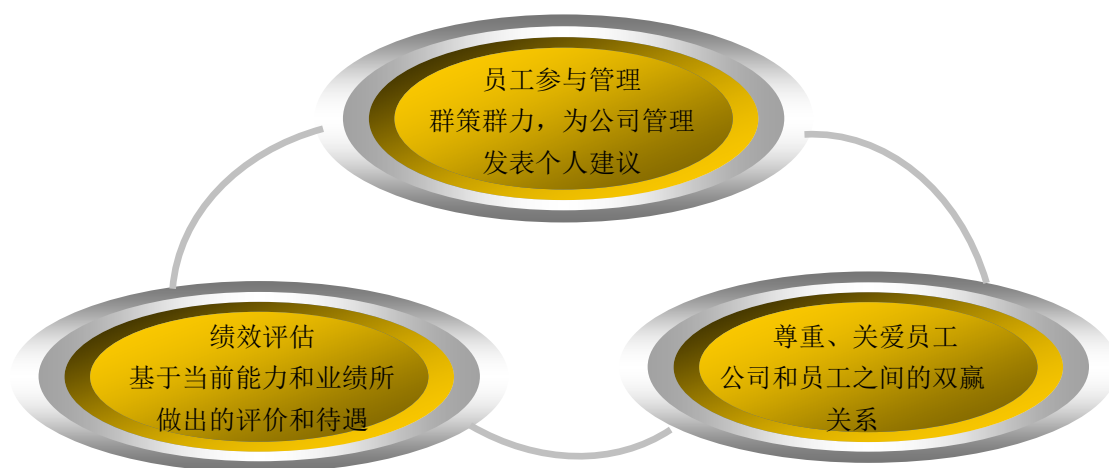 员工参与管理
群策群力，为公司管理
发表个人建议
绩效评估
基于当前能力和业绩所
做出的评价和待遇
尊重、关爱员工
公司和员工之间的双赢
关系